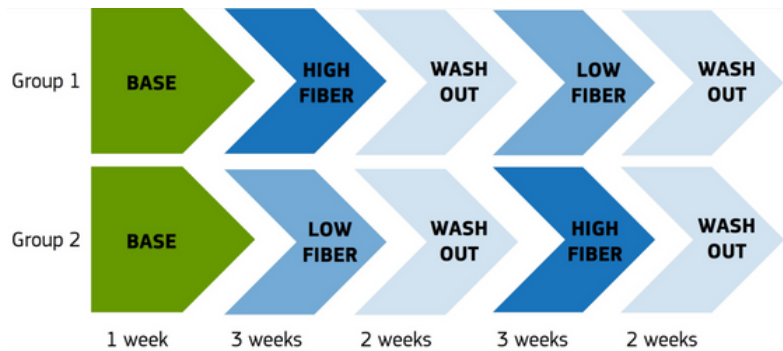 Group 1
BASE
HIGH
FIBER
WASH
OUT
LOW
FIBER
WASH
OUT
Group 2
BASE
LOW
FIBER
WASH
OUT
HIGH
FIBER
WASH
OUT
1 week 3 weeks 2 weeks 3 weeks 2 weeks